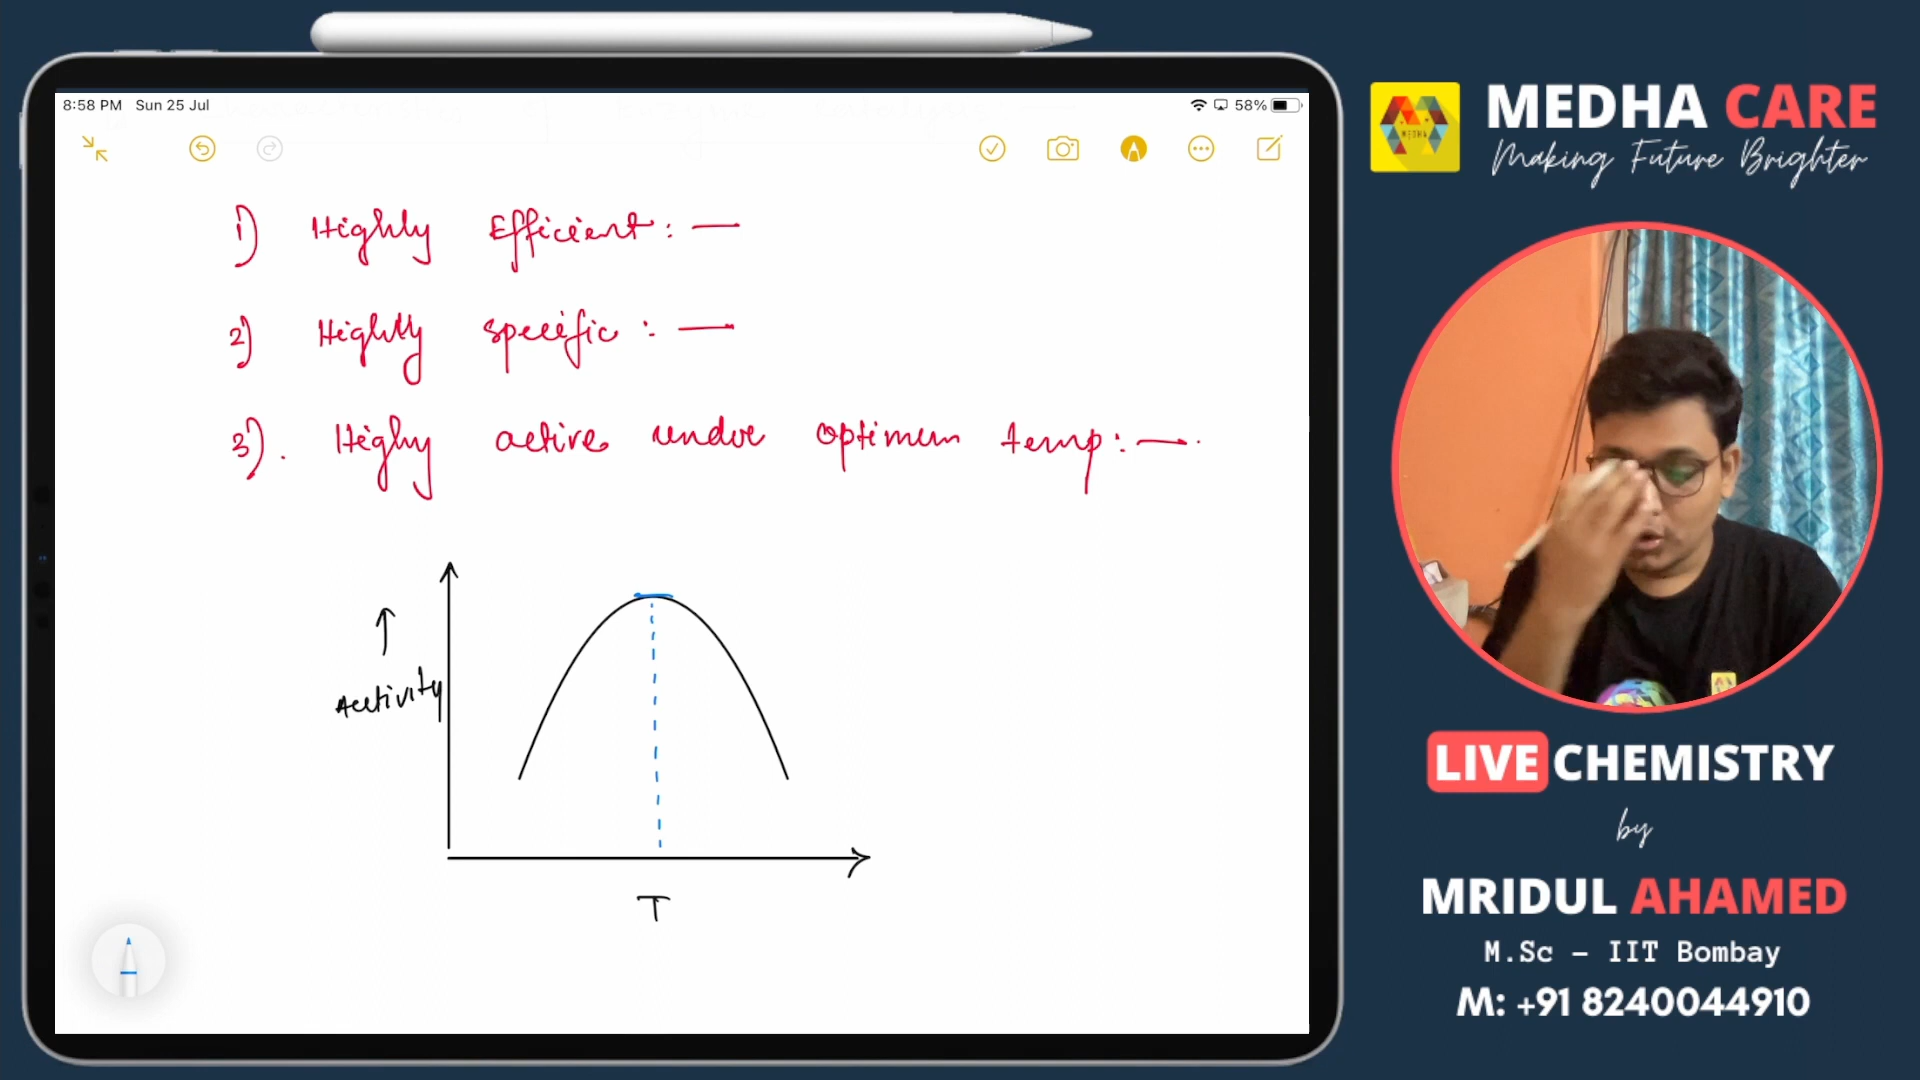 8:58 PM Sun 25 Jul
58%
1) Highly Efficient: —
2) Highly specific: —
3). Highly active under optimum temp: —
↑
Activity
T
MEDHA CARE
Making Future Brighter
MEDHA
LIVE CHEMISTRY
by
MRIDUL AHAMED
M.Sc - IIT Bombay
M: +91 8240044910